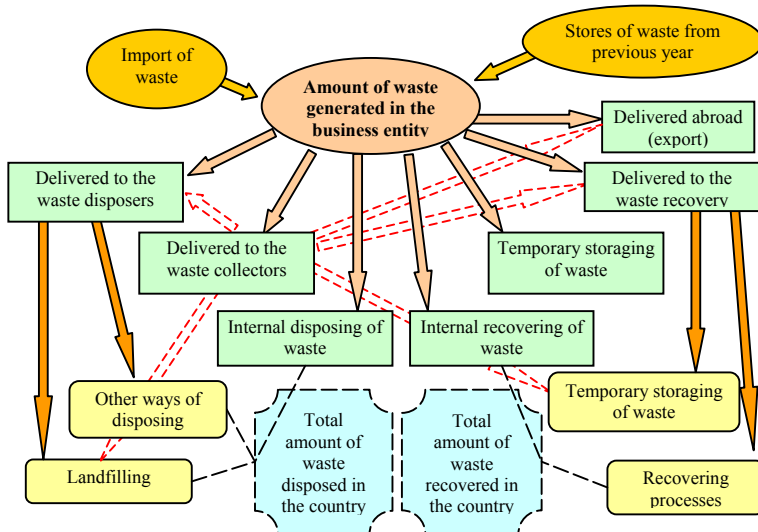 Import of
waste
Stores of waste from
previous year
Amount of waste
generated in the
business entity
Delivered abroad
(export)
Delivered to the
waste disposers
Delivered to the
waste recovery
Delivered to the
waste collectors
Temporary storaging
of waste
Internal disposing of
waste
Internal recovering of
waste
Other ways of
disposing
Temporary storaging
of waste
Total
amount of
waste
disposed in
the country
Total
amount of
waste
recovered in
the country
Landfilling
Recovering
processes